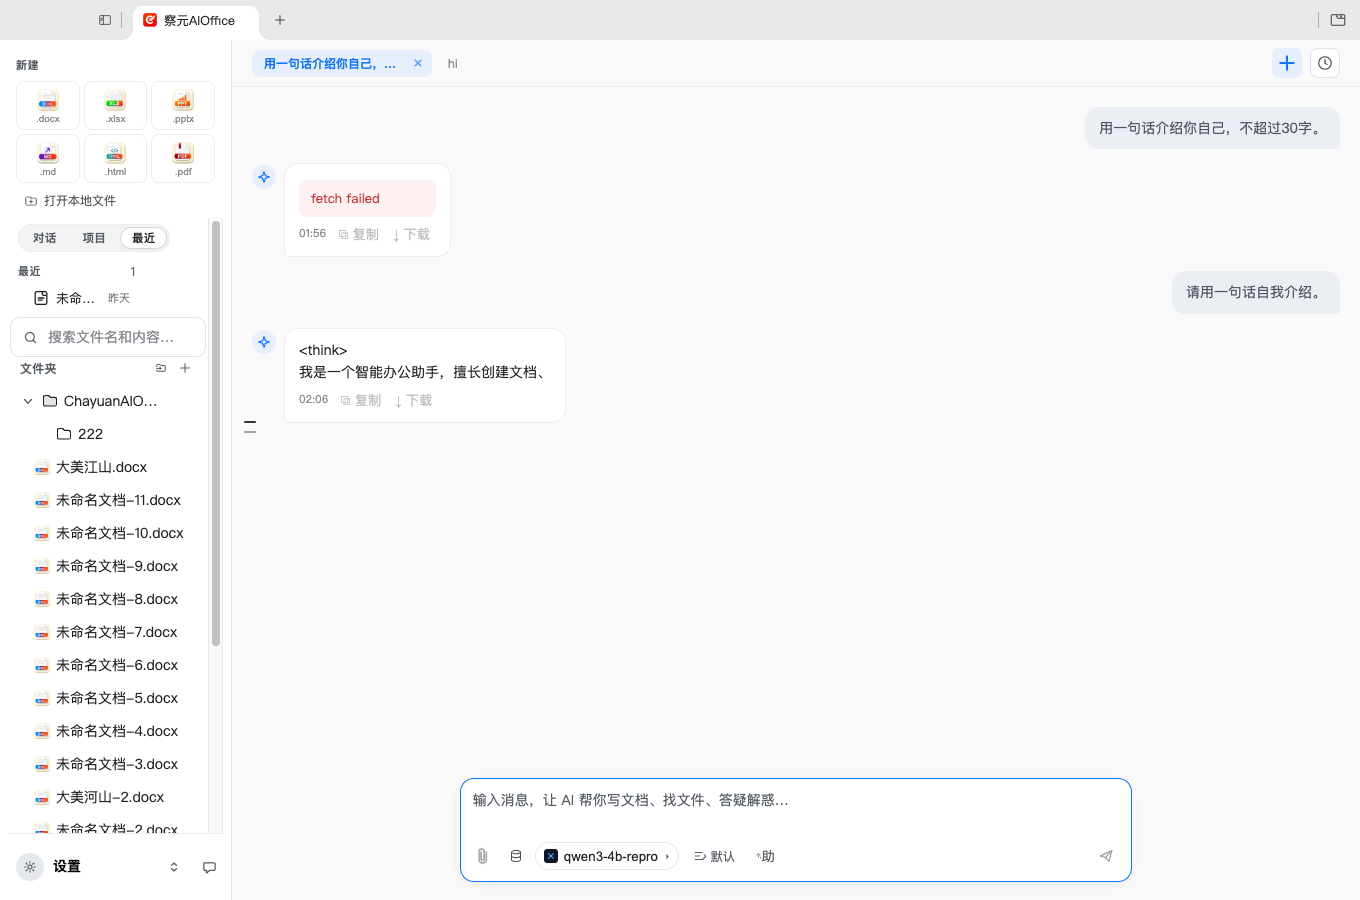 察元AIOffice
新建
.docx
.xlsx
.pptx
.md
.html
.pdf
打开本地文件
对话 项目 最近
最近 1
未命... 昨天
搜索文件名和内容...
文件夹
ChayuanAIO...
222
大美江山.docx
未命名文档-11.docx
未命名文档-10.docx
未命名文档-9.docx
未命名文档-8.docx
未命名文档-7.docx
未命名文档-6.docx
未命名文档-5.docx
未命名文档-4.docx
未命名文档-3.docx
大美河山-2.docx
未命名文档-2.docx
设置
用一句话介绍你自己，... hi
用一句话介绍你自己，不超过30字。
fetch failed
01:56 复制 下载
请用一句话自我介绍。
<think>
我是一个智能办公助手，擅长创建文档、
02:06 复制 下载
输入消息，让 AI 帮你写文档、找文件、答疑解惑...
qwen3-4b-repro 默认 助